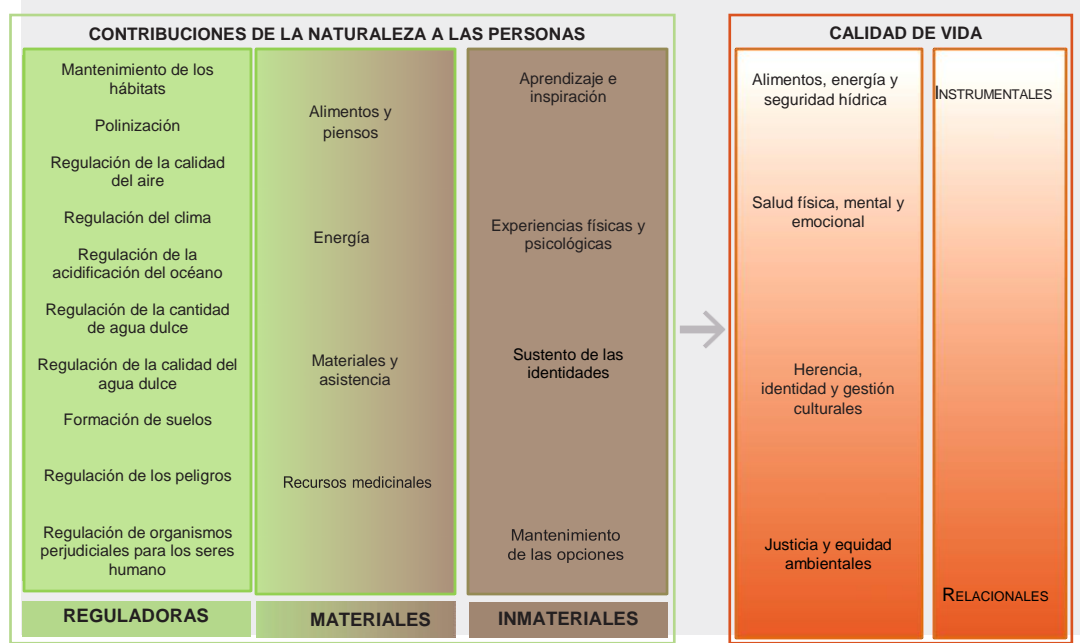 CONTRIBUCIONES DE LA NATURALEZA A LAS PERSONAS
Mantenimiento de los
hábitats
Polinización
Regulación de la calidad
del aire
Regulación del clima
Regulación de la
acidificación del océano
Regulación de la cantidad
de agua dulce
Regulación de la calidad del
agua dulce
Formación de suelos
Regulación de los peligros
Regulación de organismos
perjudiciales para los seres
humano
REGULADORAS
Alimentos y
piensos
Energía
Materiales y
asistencia
Recursos medicinales
MATERIALES
Aprendizaje e
inspiración
Experiencias físicas y
psicológicas
Sustento de las
identidades
Mantenimiento
de las opciones
INMATERIALES
CALIDAD DE VIDA
Alimentos, energía y
seguridad hídrica
Salud física, mental y
emocional
Herencia,
identidad y gestión
culturales
Justicia y equidad
ambientales
INSTRUMENTALES
RELACIONALES